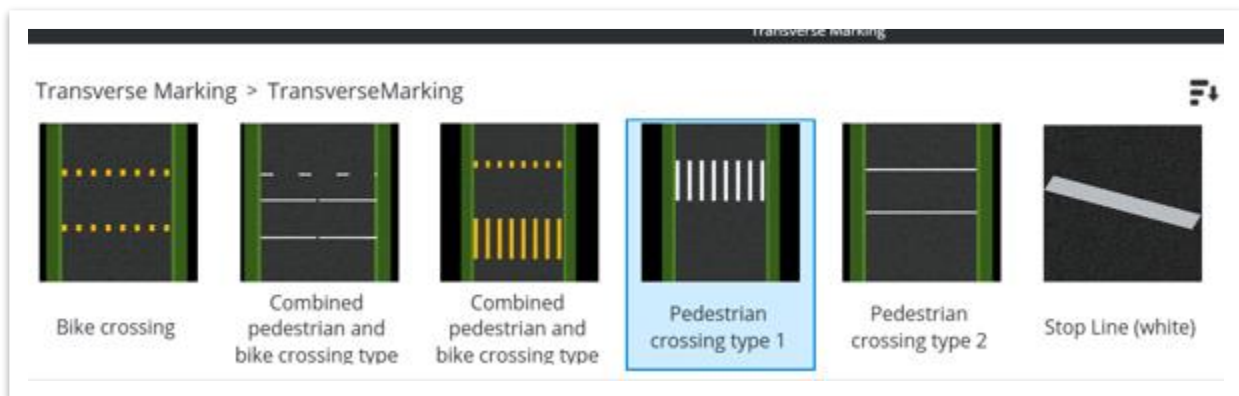 Transverse Marking
Transverse Marking > TransverseMarking
Bike crossing
Combined
pedestrian and
bike crossing type
Combined
pedestrian and
bike crossing type
Pedestrian
crossing type 1
Pedestrian
crossing type 2
Stop Line (white)